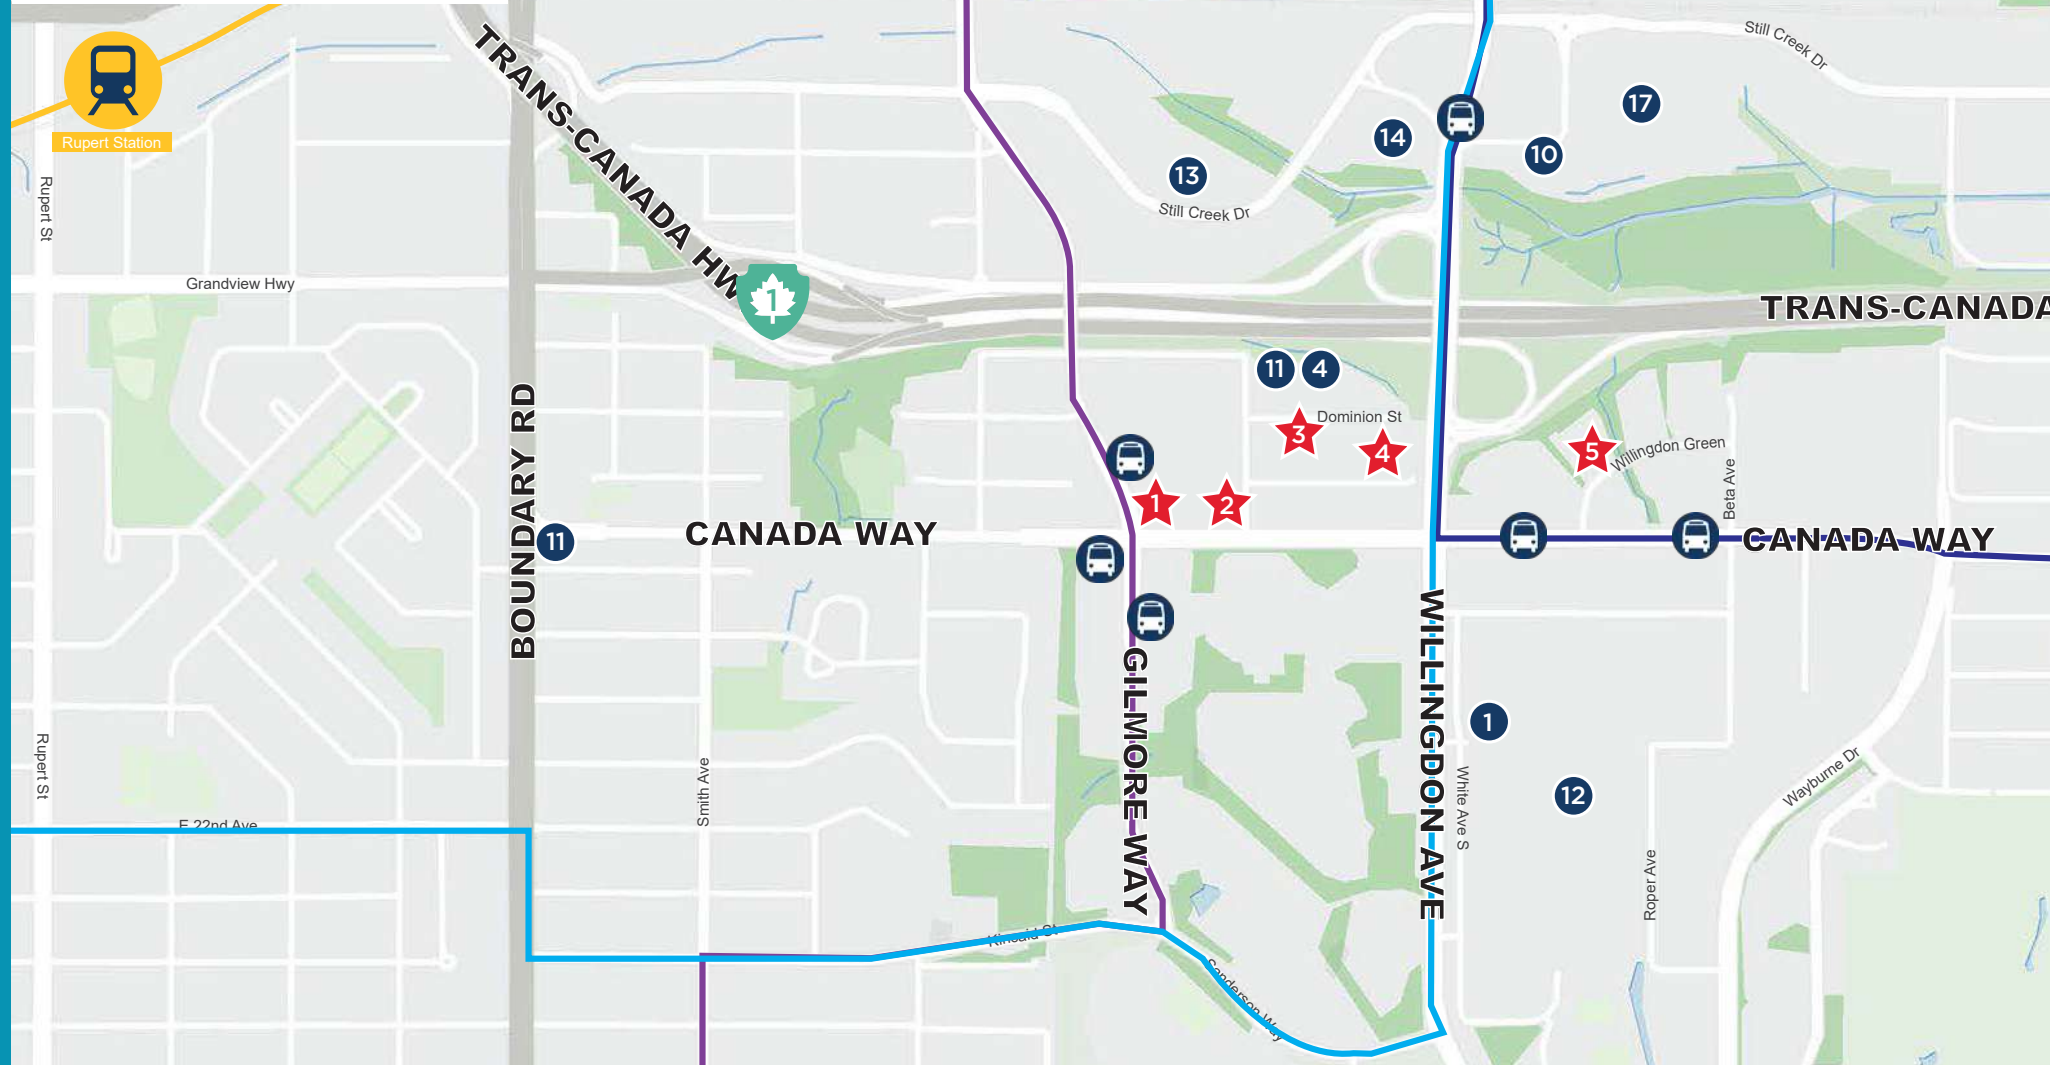 Still Creek Dr
TRANS-CANADA HW
17
14
10
Rupert Station
13
Rupert St
Still Creek Dr
Grandview Hwy
1
TRANS-CANADA
11
4
Dominion St
3
4
5
Willingdon Green
Beta Ave
1
2
BOUNDARY RD
11
CANADA WAY
CANADA WAY
WILLINGDON AVE
GILMORE WAY
1
Rupert St
Smith Ave
White Ave S
12
Wayburne Dr
E 22nd Ave
Roper Ave
Kincaid St
Sanderson Way